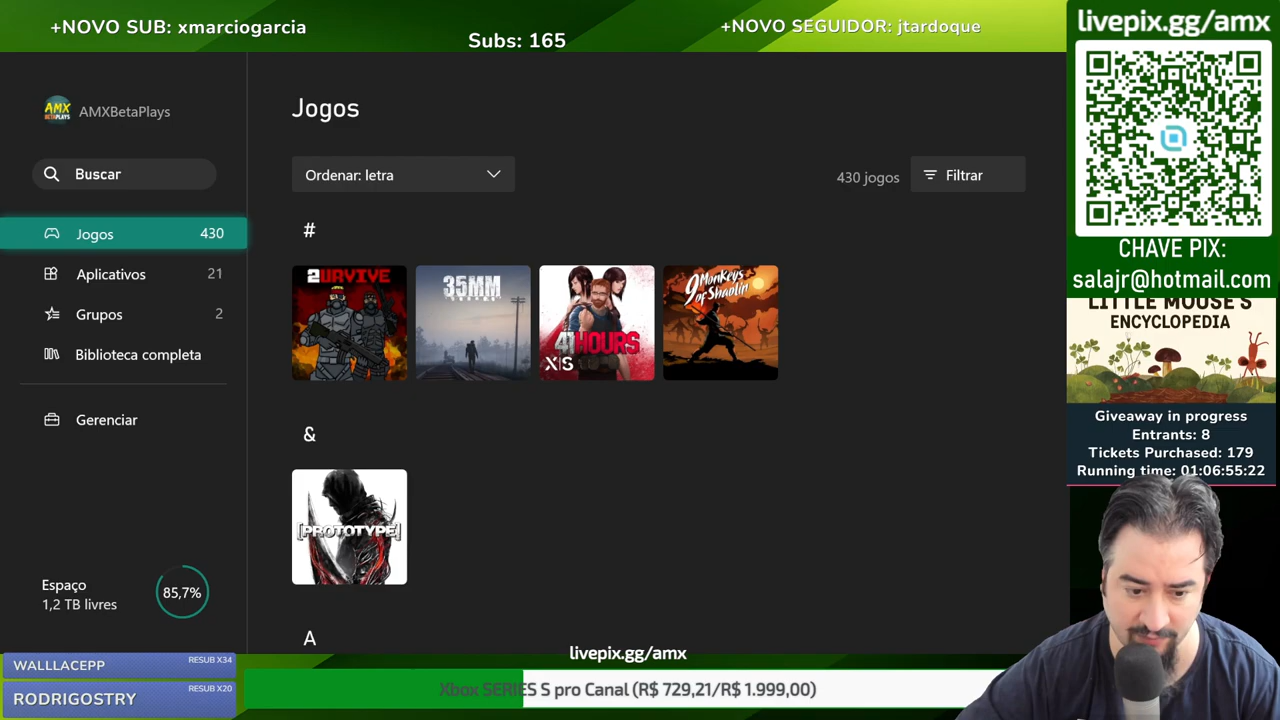 +NOVO SUB: xmarciogarcia
Subs: 165
+NOVO SEGUIDOR: jtardoque
livepix.gg/amx
CHAVE PIX:
salajr@hotmail.com
LITTLE MOUSE'S
ENCYCLOPEDIA
Giveaway in progress
Entrants: 8
Tickets Purchased: 179
Running time: 01:06:55:22
AMX
BETAPLAYS
AMXBetaPlays
Buscar
Jogos 430
Aplicativos 21
Grupos 2
Biblioteca completa
Gerenciar
Espaço
1,2 TB livres
85,7%
Jogos
Ordenar: letra
430 jogos
Filtrar
#
2URVIVE
35MM
41HOURS
X|S
9 Monkeys
of Shaolin
&
[PROTOTYPE]
A
WALLLACEPP
RESUB X34
RODRIGOSTRY
RESUB X20
livepix.gg/amx
Xbox SERIES S pro Canal (R$ 729,21/R$ 1.999,00)